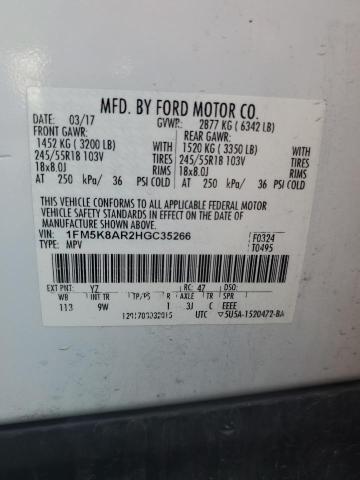 MFD. BY FORD MOTOR CO.
03/17 GVWR: 2877 KG ( 6342 LB)
FRONT GAWR: REAR GAWR:
1452 KG ( 3200 LB) 1520 KG ( 3350 LB)
245/55R18 103V TIRES 245/55R18 103V TIRES
18x8.0J RIMS 18x8.0J RIMS
AT 250 kPa/ 36 PSI COLD AT 250 kPa/ 36 PSI COLD
THIS VEHICLE CONFORMS TO ALL APPLICABLE FEDERAL MOTOR
VEHICLE SAFETY AND BUMPER STANDARDS IN EFFECT ON THE DATE OF
MANUFACTURE SHOWN ABOVE.
VIN: 1FM5K8AR2HGC35266 F0324
TYPE: MPV T0495
EXT PNT: YZ RC: 47 DSO:
WB INT TR TP/PS R AXLE TR SPR
113 9W 1 3J C EEEE
UTC ▽5U5A-1520472-BA